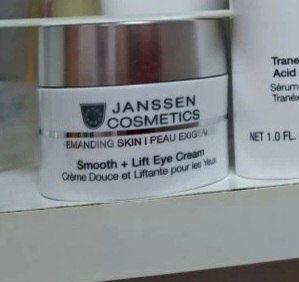 JANSSEN
COSMETICS
EMANDING SKIN | PEAU EXIG
Smooth + Lift Eye Cream
Crème Douce et Liftante pour les Yeux
Trane
Acid
Sérum
Tranéx
NET 1.0 FL.